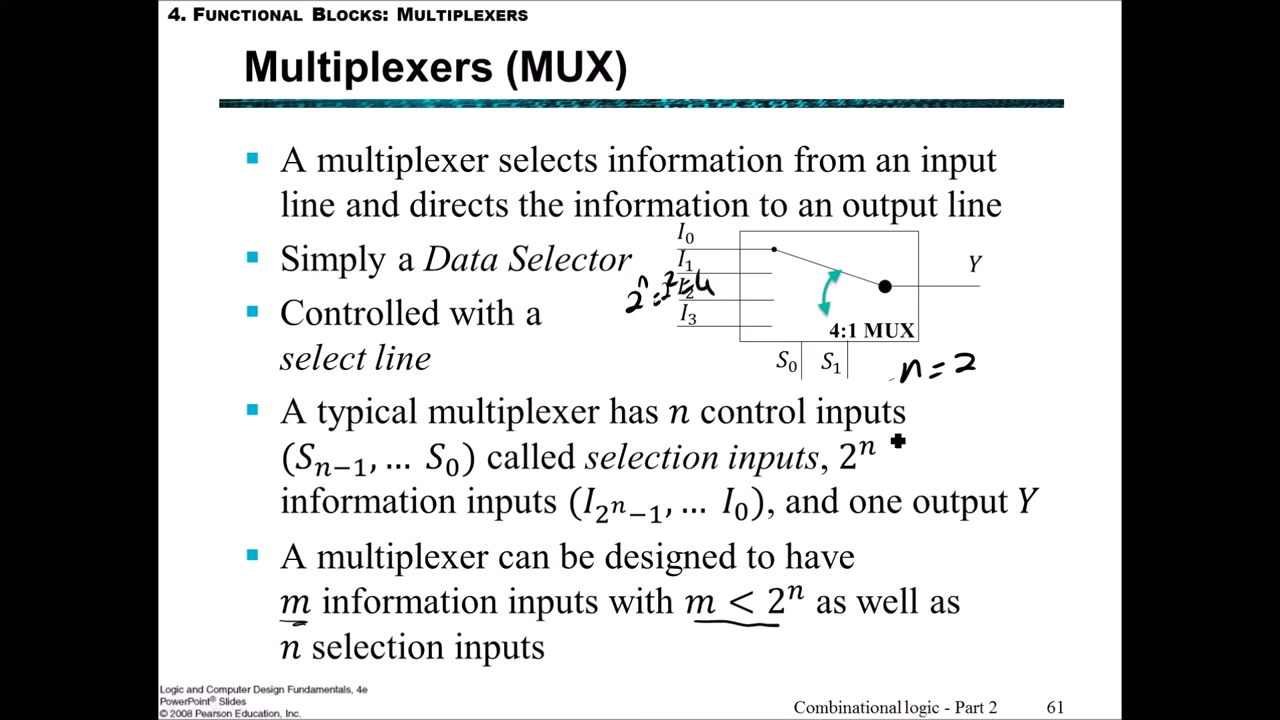 4. FUNCTIONAL BLOCKS: MULTIPLEXERS
Multiplexers (MUX)
▪ A multiplexer selects information from an input
line and directs the information to an output line
▪ Simply a Data Selector
▪ Controlled with a
select line
I₀
I₁
I₃
Y
4:1 MUX
S₀ S₁
n = 2
▪ A typical multiplexer has n control inputs
(Sₙ₋₁, … S₀) called selection inputs, 2ⁿ
information inputs (I_{2ⁿ−1}, … I₀), and one output Y
▪ A multiplexer can be designed to have
m information inputs with m < 2ⁿ as well as
n selection inputs
Logic and Computer Design Fundamentals, 4e
PowerPoint® Slides
© 2008 Pearson Education, Inc.
Combinational logic - Part 2 61